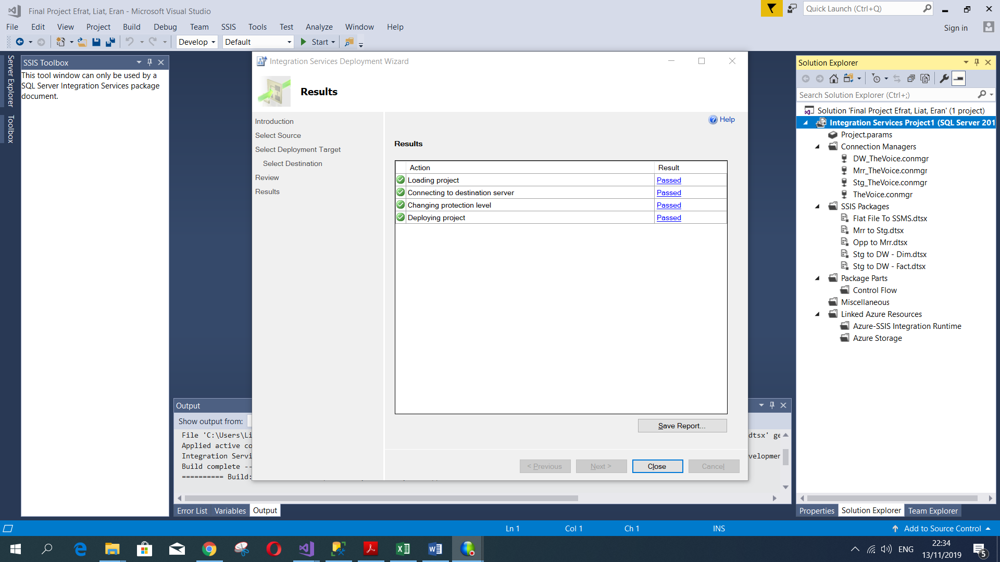 Final Project Efrat, Liat, Eran - Microsoft Visual Studio
Quick Launch (Ctrl+Q)
File Edit View Project Build Debug Team SSIS Tools Test Analyze Window Help
Sign in
Develop Default Start
Server Explorer
Toolbox
SSIS Toolbox
This tool window can only be used by a
SQL Server Integration Services package
document.
Integration Services Deployment Wizard
Results
Introduction
Select Source
Select Deployment Target
Select Destination
Review
Results
Help
Results
Action Result
Loading project Passed
Connecting to destination server Passed
Changing protection level Passed
Deploying project Passed
Save Report...
< Previous Next > Close Cancel
Output
Show output from:
File 'C:\Users\Li dtsx' ge
Applied active co
Integration Servi velopmer
Build complete --
========== Build:
Error List Variables Output
Solution Explorer
Search Solution Explorer (Ctrl+;)
Solution 'Final Project Efrat, Liat, Eran' (1 project)
Integration Services Project1 (SQL Server 201
Project.params
Connection Managers
DW_TheVoice.conmgr
Mrr_TheVoice.conmgr
Stg_TheVoice.conmgr
TheVoice.conmgr
SSIS Packages
Flat File To SSMS.dtsx
Mrr to Stg.dtsx
Opp to Mrr.dtsx
Stg to DW - Dim.dtsx
Stg to DW - Fact.dtsx
Package Parts
Control Flow
Miscellaneous
Linked Azure Resources
Azure-SSIS Integration Runtime
Azure Storage
Properties Solution Explorer Team Explorer
Ln 1 Col 1 Ch 1 INS Add to Source Control
ENG
22:34
13/11/2019
5